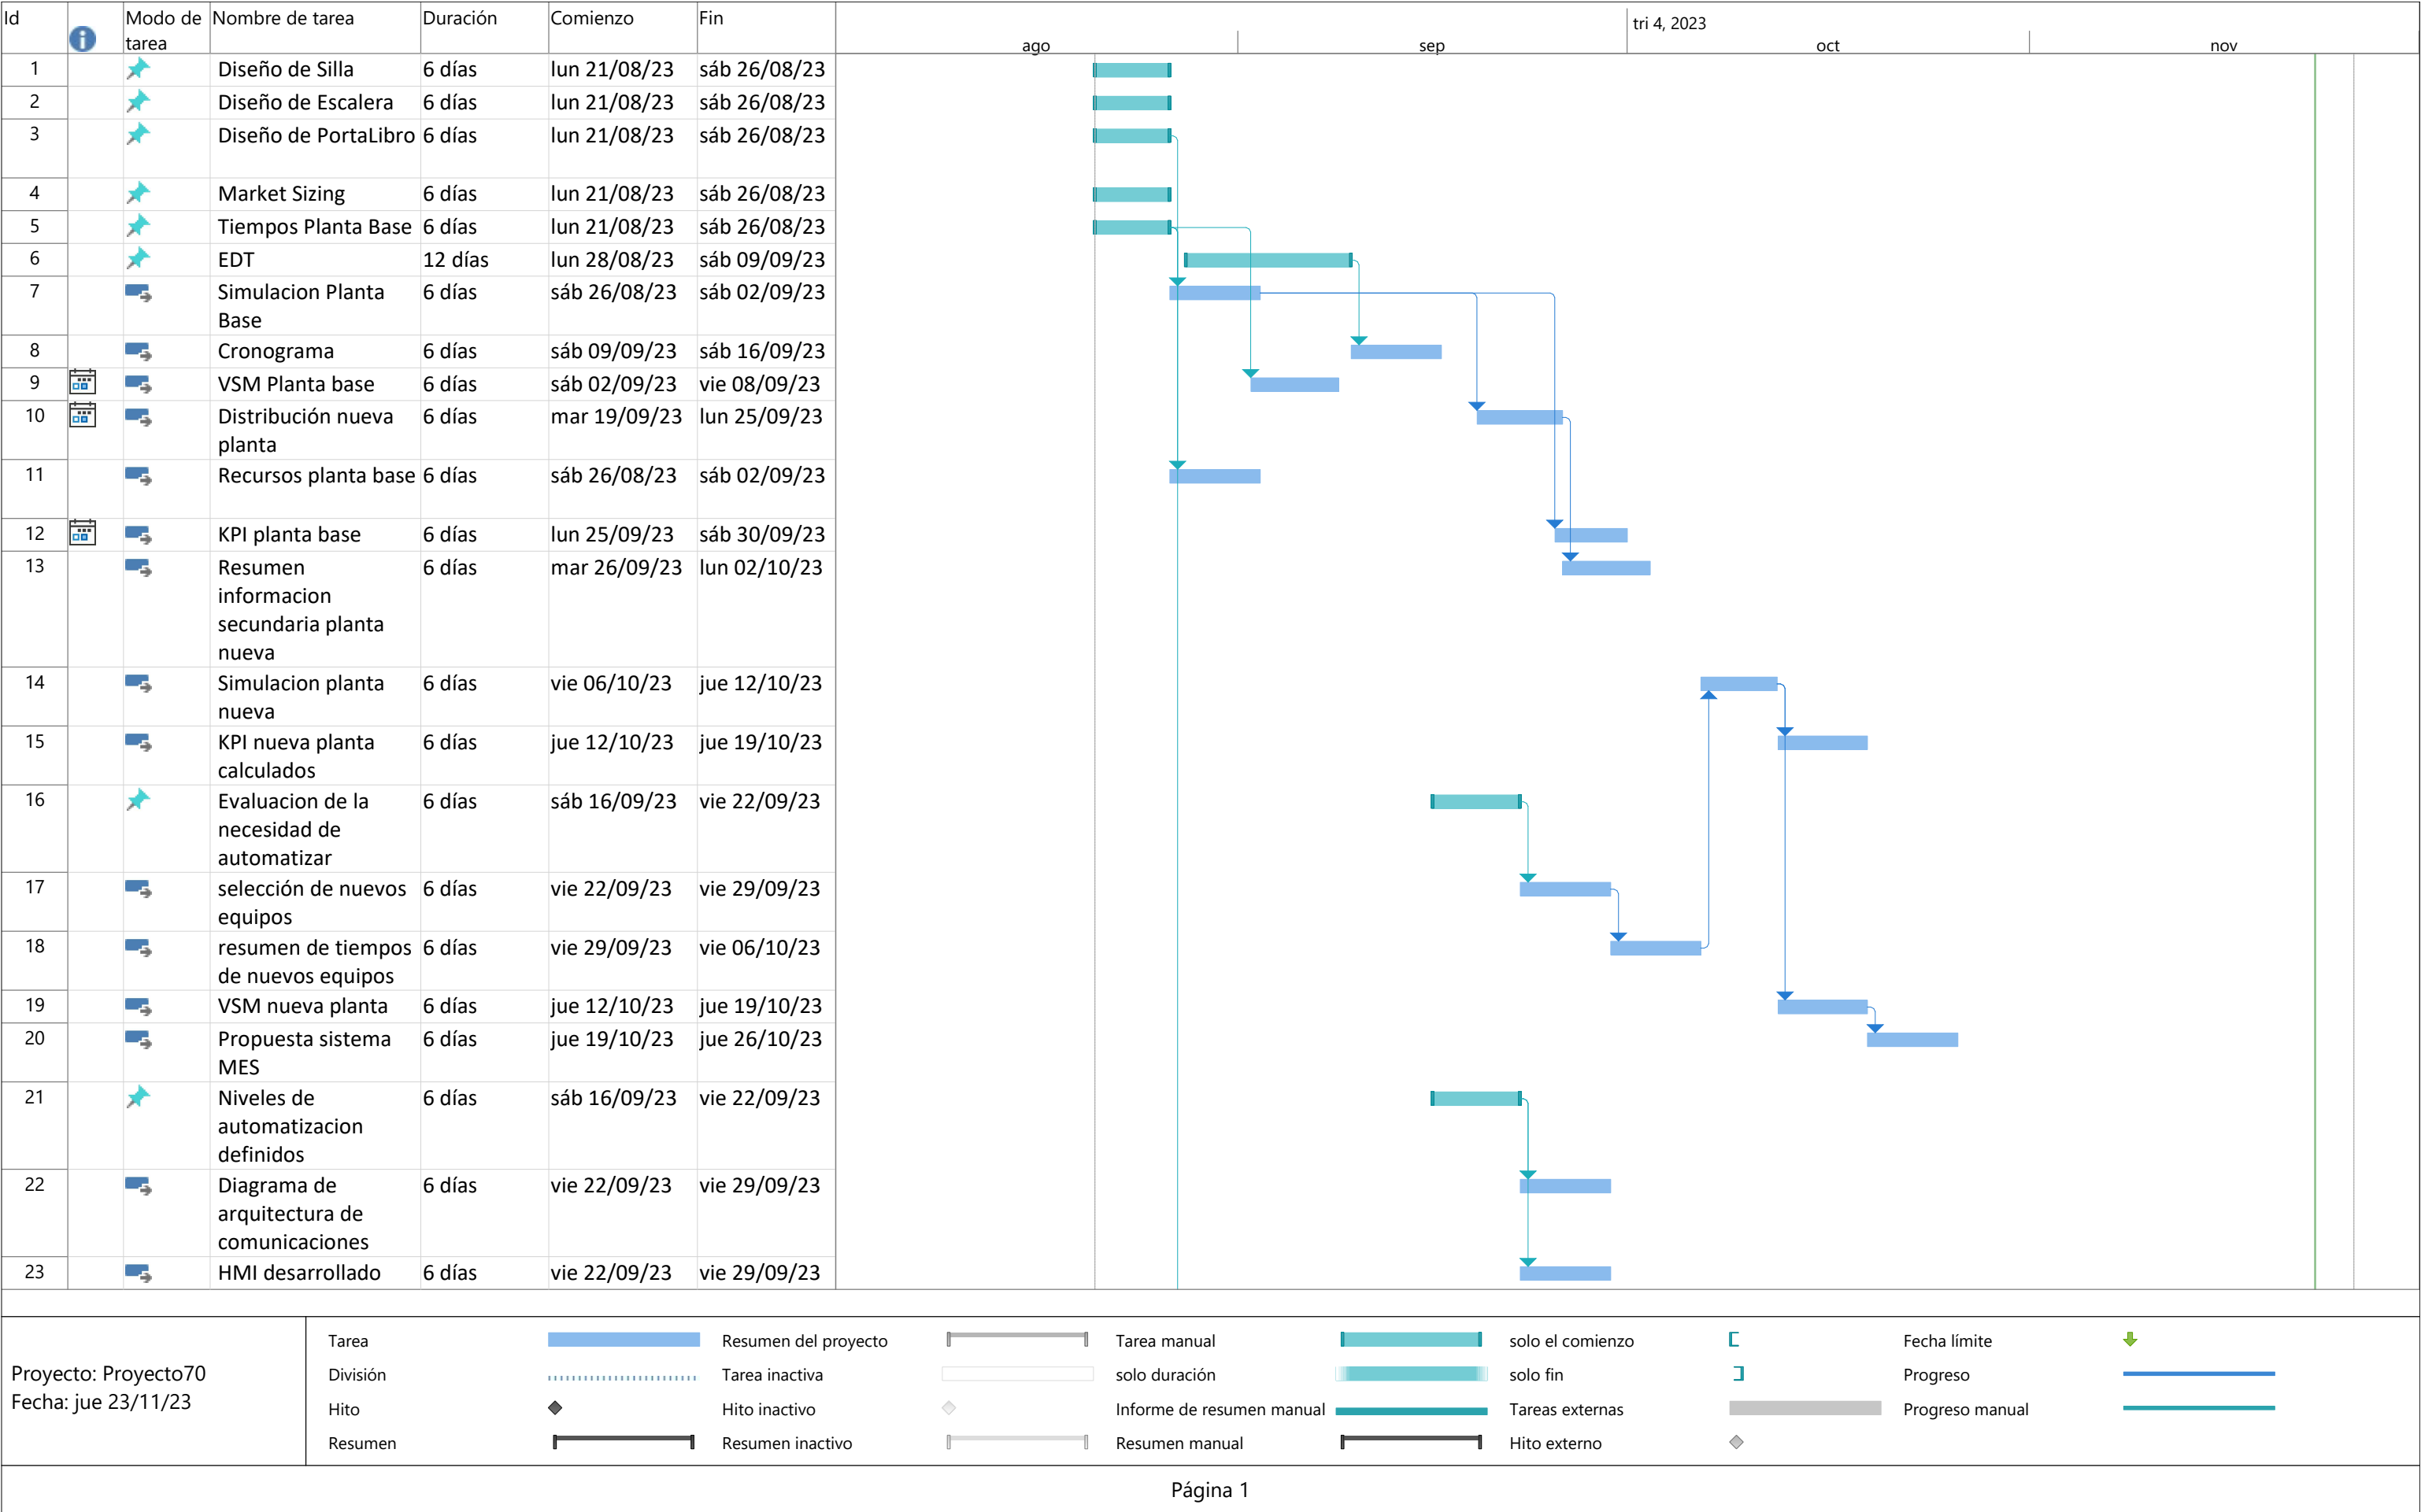 Id Modo de tarea Nombre de tarea Duración Comienzo Fin
tri 4, 2023
ago sep oct nov
1 Diseño de Silla 6 días lun 21/08/23 sáb 26/08/23
2 Diseño de Escalera 6 días lun 21/08/23 sáb 26/08/23
3 Diseño de PortaLibro 6 días lun 21/08/23 sáb 26/08/23
4 Market Sizing 6 días lun 21/08/23 sáb 26/08/23
5 Tiempos Planta Base 6 días lun 21/08/23 sáb 26/08/23
6 EDT 12 días lun 28/08/23 sáb 09/09/23
7 Simulacion Planta Base 6 días sáb 26/08/23 sáb 02/09/23
8 Cronograma 6 días sáb 09/09/23 sáb 16/09/23
9 VSM Planta base 6 días sáb 02/09/23 vie 08/09/23
10 Distribución nueva planta 6 días mar 19/09/23 lun 25/09/23
11 Recursos planta base 6 días sáb 26/08/23 sáb 02/09/23
12 KPI planta base 6 días lun 25/09/23 sáb 30/09/23
13 Resumen informacion secundaria planta nueva 6 días mar 26/09/23 lun 02/10/23
14 Simulacion planta nueva 6 días vie 06/10/23 jue 12/10/23
15 KPI nueva planta calculados 6 días jue 12/10/23 jue 19/10/23
16 Evaluacion de la necesidad de automatizar 6 días sáb 16/09/23 vie 22/09/23
17 selección de nuevos equipos 6 días vie 22/09/23 vie 29/09/23
18 resumen de tiempos de nuevos equipos 6 días vie 29/09/23 vie 06/10/23
19 VSM nueva planta 6 días jue 12/10/23 jue 19/10/23
20 Propuesta sistema MES 6 días jue 19/10/23 jue 26/10/23
21 Niveles de automatizacion definidos 6 días sáb 16/09/23 vie 22/09/23
22 Diagrama de arquitectura de comunicaciones 6 días vie 22/09/23 vie 29/09/23
23 HMI desarrollado 6 días vie 22/09/23 vie 29/09/23
Proyecto: Proyecto70
Fecha: jue 23/11/23
Tarea Resumen del proyecto Tarea manual solo el comienzo Fecha límite
División Tarea inactiva solo duración solo fin Progreso
Hito Hito inactivo Informe de resumen manual Tareas externas Progreso manual
Resumen Resumen inactivo Resumen manual Hito externo
Página 1